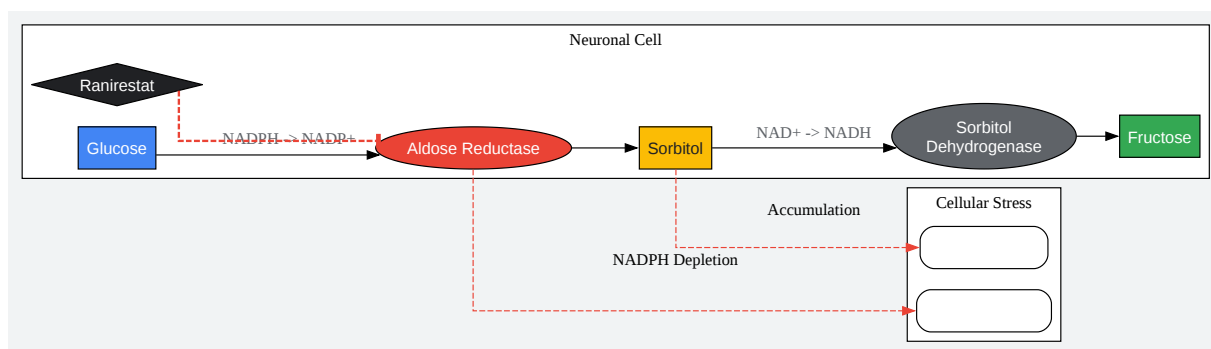 Neuronal Cell
Ranirestat
Glucose
NADPH -> NADP+
Aldose Reductase
Sorbitol
NAD+ -> NADH
Sorbitol
Dehydrogenase
Fructose
Cellular Stress
Accumulation
NADPH Depletion